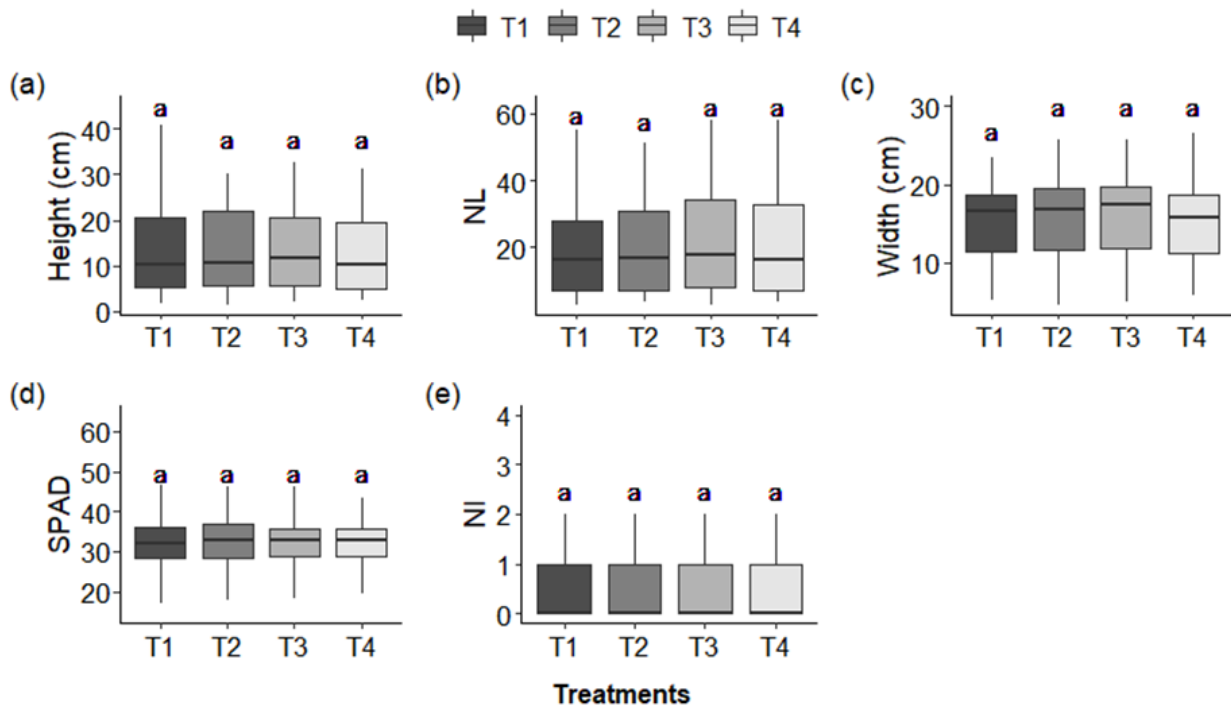 T1 T2 T3 T4
(a)
Height (cm)
40
30
20
10
0
a a a a
T1 T2 T3 T4
(b)
NL
60
40
20
a a a a
T1 T2 T3 T4
(c)
Width (cm)
30
20
10
a a a a
T1 T2 T3 T4
(d)
SPAD
60
50
40
30
20
a a a a
T1 T2 T3 T4
(e)
NI
4
3
2
1
0
a a a a
T1 T2 T3 T4
Treatments